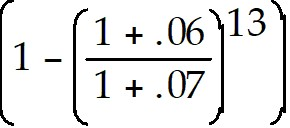 (1 − ((1 + .06)/(1 + .07))^13)